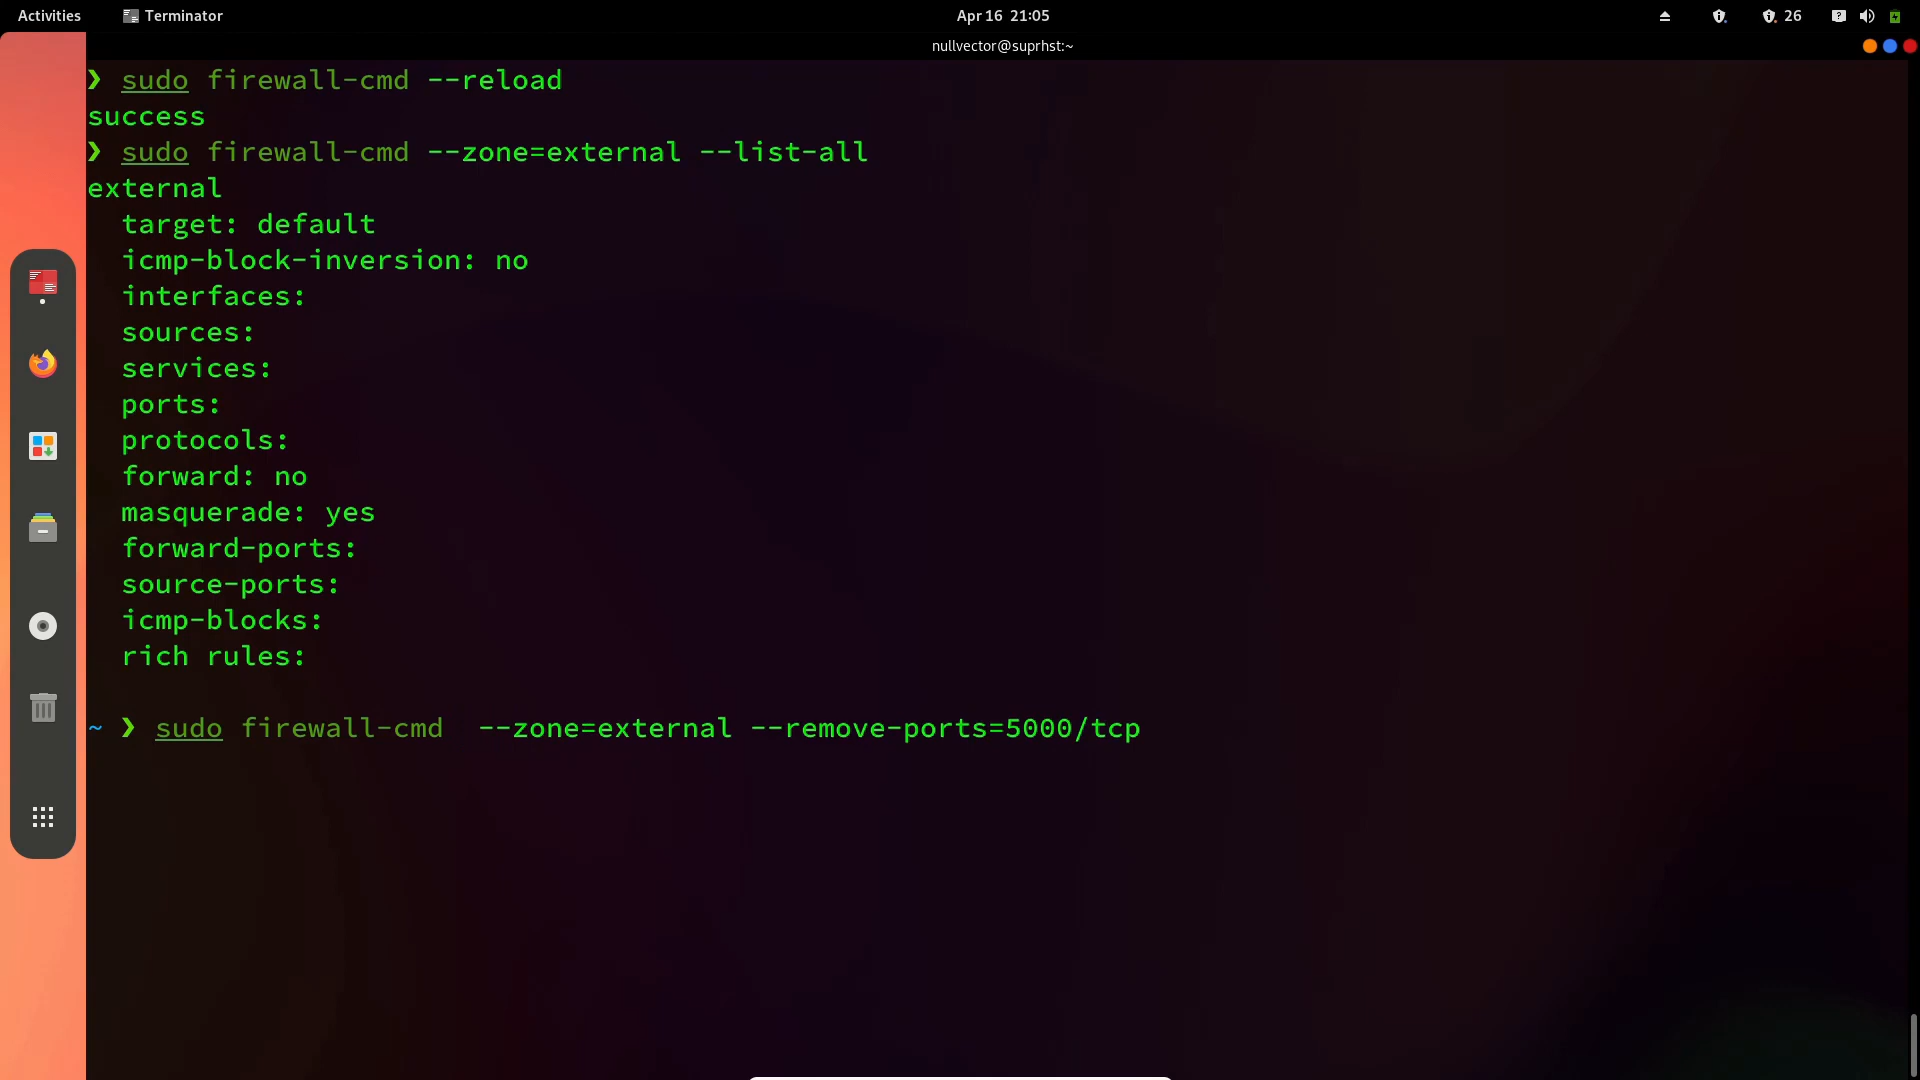 Activities
Terminator
Apr 16 21:05
26
nullvector@suprhst:~
❯ sudo firewall-cmd --reload
success
❯ sudo firewall-cmd --zone=external --list-all
external
  target: default
  icmp-block-inversion: no
  interfaces:
  sources:
  services:
  ports:
  protocols:
  forward: no
  masquerade: yes
  forward-ports:
  source-ports:
  icmp-blocks:
  rich rules:
~ ❯ sudo firewall-cmd  --zone=external --remove-ports=5000/tcp